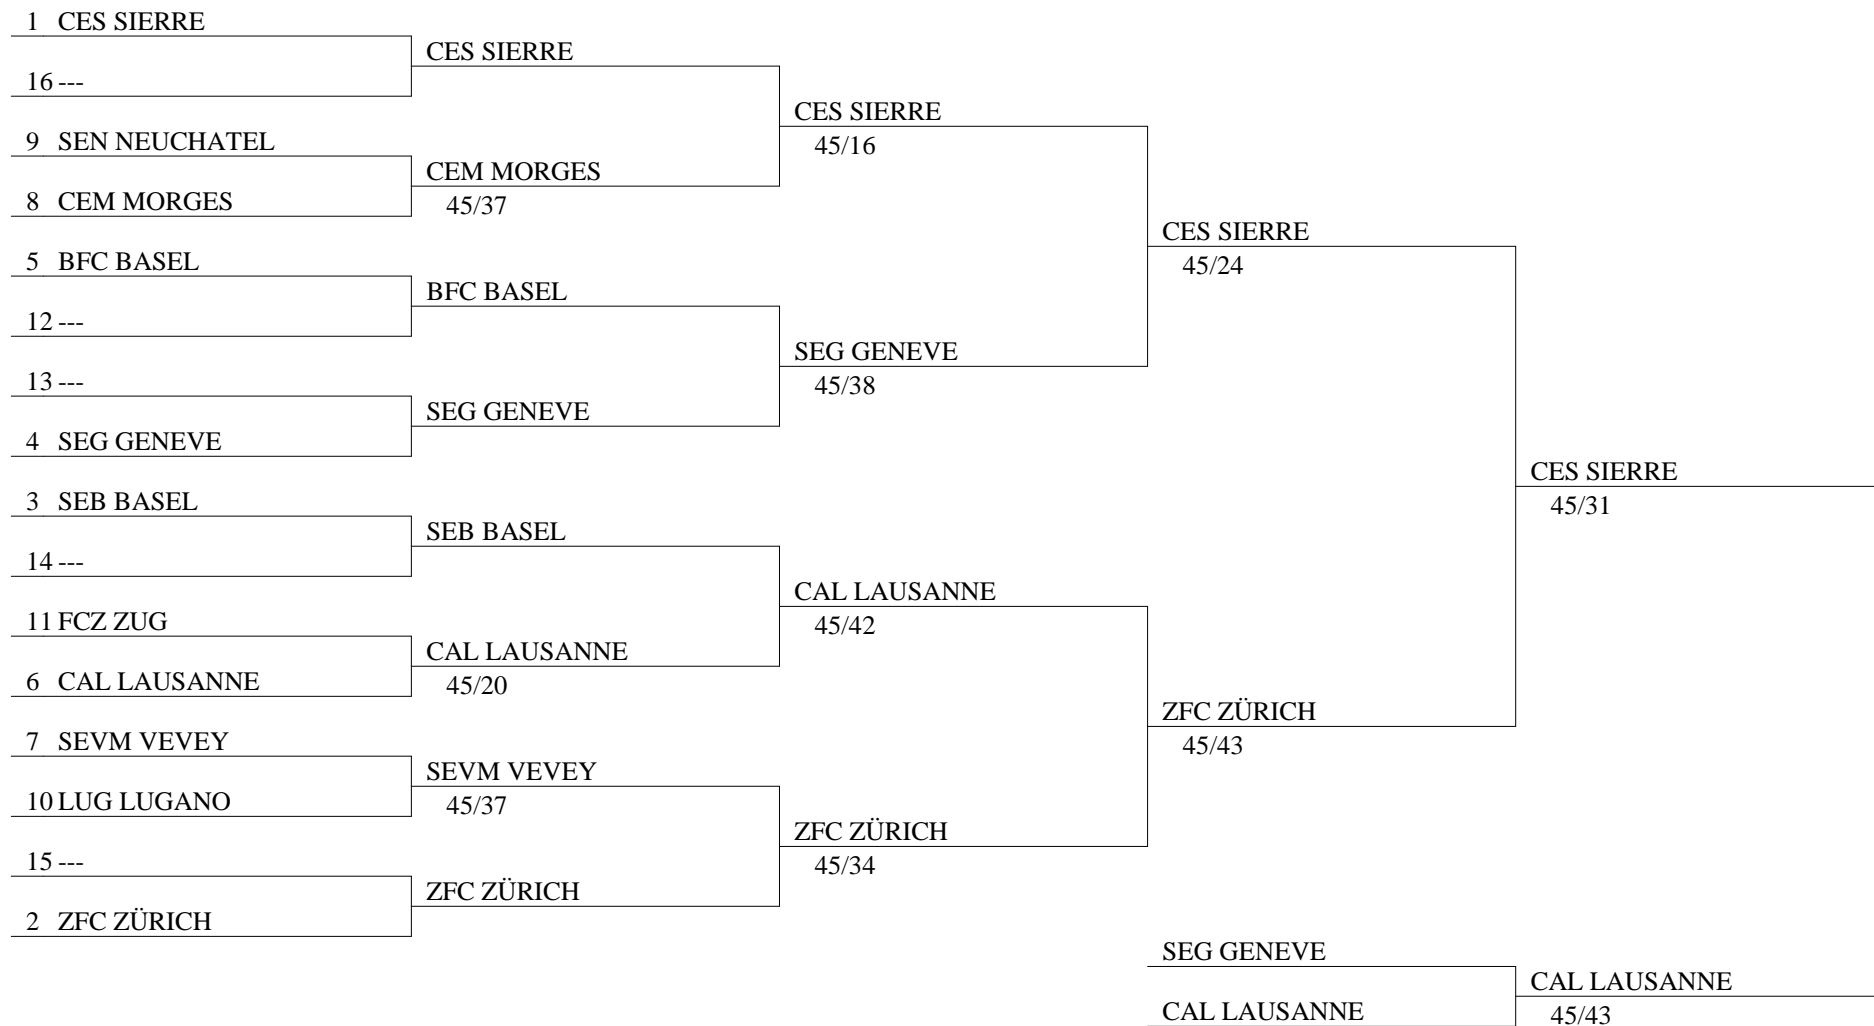 1 CES SIERRE
CES SIERRE
16 ---
CES SIERRE
45/16
9 SEN NEUCHATEL
CEM MORGES
45/37
8 CEM MORGES
CES SIERRE
45/24
5 BFC BASEL
BFC BASEL
12 ---
SEG GENEVE
45/38
13 ---
SEG GENEVE
4 SEG GENEVE
CES SIERRE
45/31
3 SEB BASEL
SEB BASEL
14 ---
CAL LAUSANNE
45/42
11 FCZ ZUG
CAL LAUSANNE
45/20
6 CAL LAUSANNE
ZFC ZÜRICH
45/43
7 SEVM VEVEY
SEVM VEVEY
45/37
10 LUG LUGANO
ZFC ZÜRICH
45/34
15 ---
ZFC ZÜRICH
2 ZFC ZÜRICH
SEG GENEVE
CAL LAUSANNE
45/43
CAL LAUSANNE